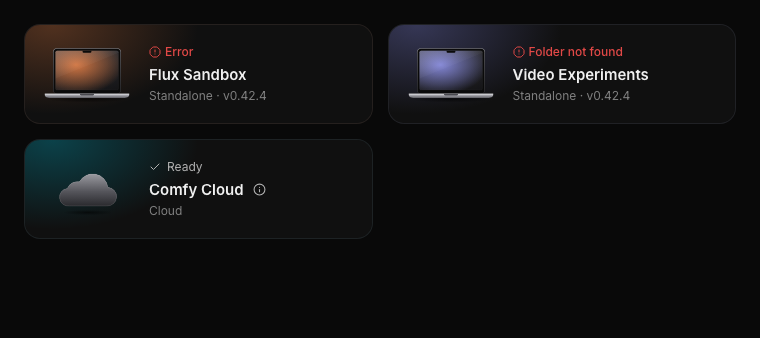 Error
Flux Sandbox
Standalone · v0.42.4
Folder not found
Video Experiments
Standalone · v0.42.4
Ready
Comfy Cloud
Cloud